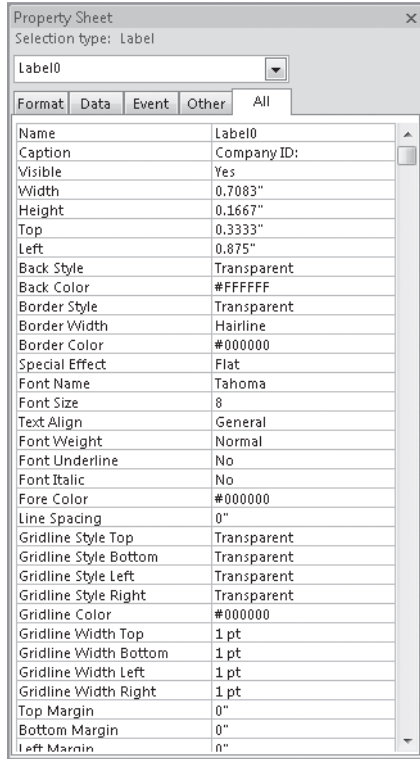 Property Sheet
Selection type: Label
Label0
Format Data Event Other All
Name Label0
Caption Company ID:
Visible Yes
Width 0.7083"
Height 0.1667"
Top 0.3333"
Left 0.875"
Back Style Transparent
Back Color #FFFFFF
Border Style Transparent
Border Width Hairline
Border Color #000000
Special Effect Flat
Font Name Tahoma
Font Size 8
Text Align General
Font Weight Normal
Font Underline No
Font Italic No
Fore Color #000000
Line Spacing 0"
Gridline Style Top Transparent
Gridline Style Bottom Transparent
Gridline Style Left Transparent
Gridline Style Right Transparent
Gridline Color #000000
Gridline Width Top 1 pt
Gridline Width Bottom 1 pt
Gridline Width Left 1 pt
Gridline Width Right 1 pt
Top Margin 0"
Bottom Margin 0"
Left Margin 0"